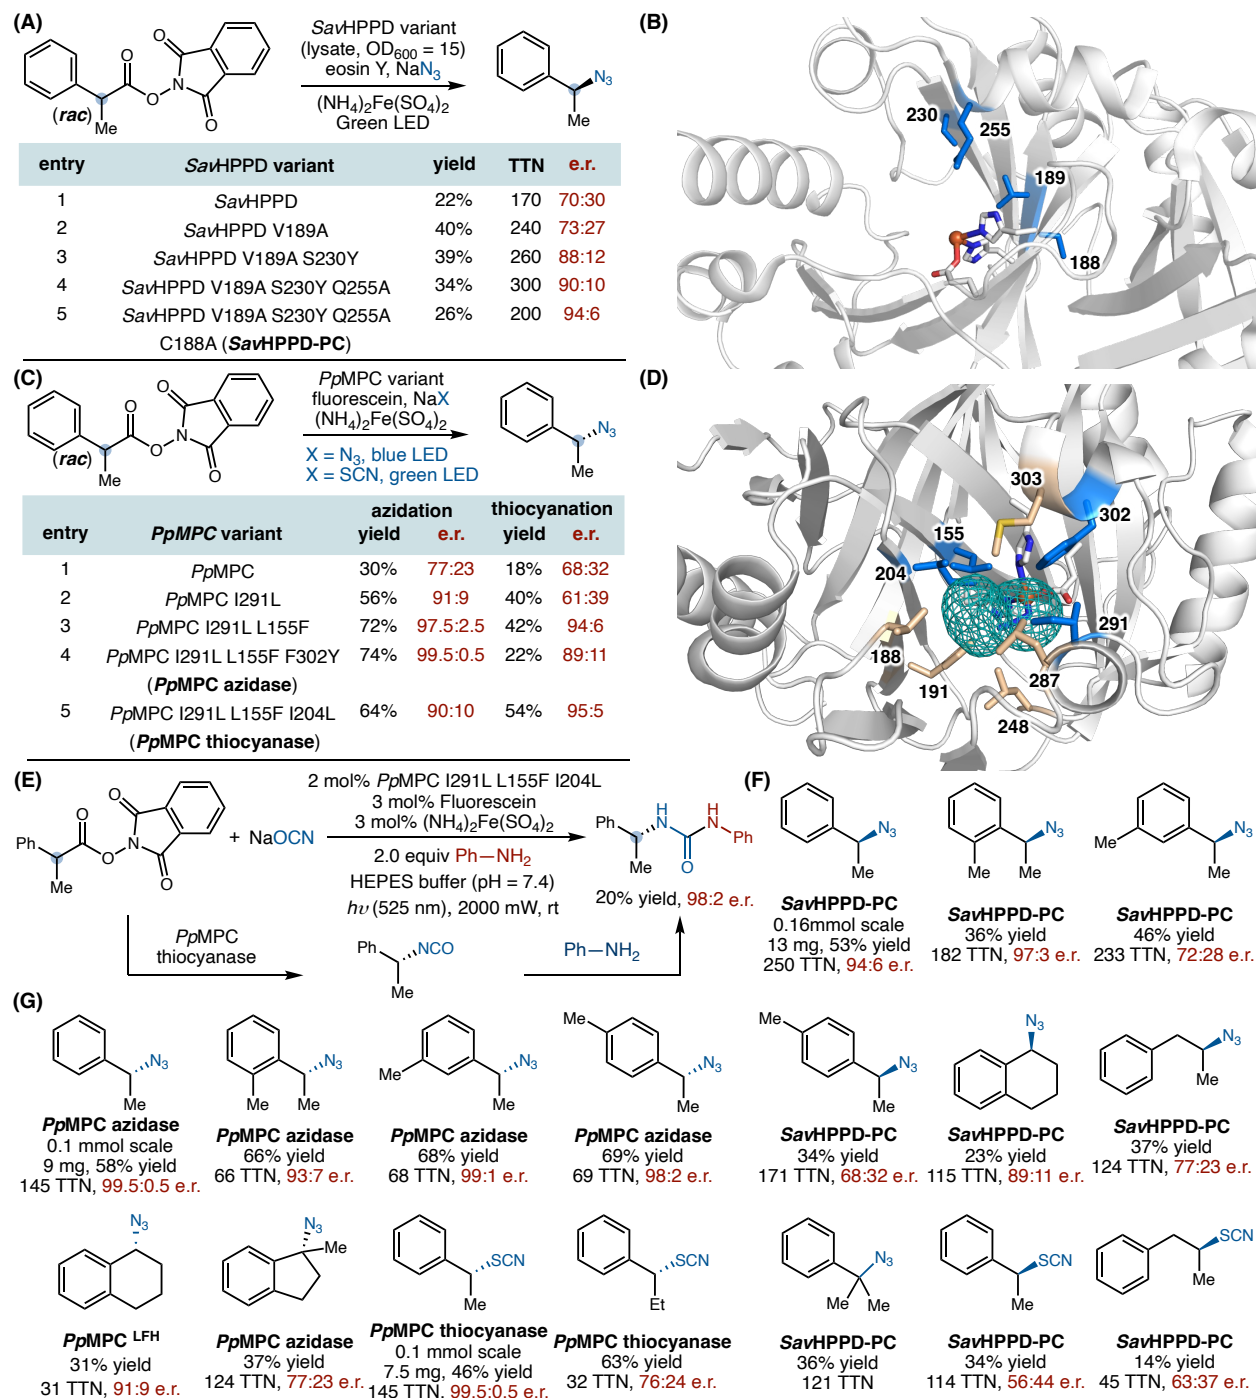 (A)
(rac)
O
O
N
O
O
Me
SavHPPD variant
(lysate, OD600 = 15)
eosin Y, NaN3
(NH4)2Fe(SO4)2
Green LED
N3
Me
entry SavHPPD variant yield TTN e.r.
1 SavHPPD 22% 170 70:30
2 SavHPPD V189A 40% 240 73:27
3 SavHPPD V189A S230Y 39% 260 88:12
4 SavHPPD V189A S230Y Q255A 34% 300 90:10
5 SavHPPD V189A S230Y Q255A 26% 200 94:6
C188A (SavHPPD-PC)
(B)
230
255
189
188
(C)
(rac)
O
O
N
O
O
Me
PpMPC variant
fluorescein, NaX
(NH4)2Fe(SO4)2
X = N3, blue LED
X = SCN, green LED
N3
Me
azidation thiocyanation
entry PpMPC variant yield e.r. yield e.r.
1 PpMPC 30% 77:23 18% 68:32
2 PpMPC I291L 56% 91:9 40% 61:39
3 PpMPC I291L L155F 72% 97.5:2.5 42% 94:6
4 PpMPC I291L L155F F302Y 74% 99.5:0.5 22% 89:11
(PpMPC azidase)
5 PpMPC I291L L155F I204L 64% 90:10 54% 95:5
(PpMPC thiocyanase)
(D)
303
302
155
204
291
188
191
287
248
(E)
Ph
O
O
N
O
O
Me
+ NaOCN
2 mol% PpMPC I291L L155F I204L
3 mol% Fluorescein
3 mol% (NH4)2Fe(SO4)2
2.0 equiv Ph–NH2
HEPES buffer (pH = 7.4)
hν (525 nm), 2000 mW, rt
Ph
H
N
H
N
Ph
O
Me
20% yield, 98:2 e.r.
PpMPC
thiocyanase
Ph
NCO
Me
Ph–NH2
(F)
N3
Me
SavHPPD-PC
0.16mmol scale
13 mg, 53% yield
250 TTN, 94:6 e.r.
N3
Me Me
SavHPPD-PC
36% yield
182 TTN, 97:3 e.r.
Me
N3
Me
SavHPPD-PC
46% yield
233 TTN, 72:28 e.r.
(G)
N3
Me
PpMPC azidase
0.1 mmol scale
9 mg, 58% yield
145 TTN, 99.5:0.5 e.r.
N3
Me Me
PpMPC azidase
66% yield
66 TTN, 93:7 e.r.
Me
N3
Me
PpMPC azidase
68% yield
68 TTN, 99:1 e.r.
Me
N3
Me
PpMPC azidase
69% yield
69 TTN, 98:2 e.r.
Me
N3
Me
SavHPPD-PC
34% yield
171 TTN, 68:32 e.r.
N3
SavHPPD-PC
23% yield
115 TTN, 89:11 e.r.
N3
Me
SavHPPD-PC
37% yield
124 TTN, 77:23 e.r.
N3
PpMPC LFH
31% yield
31 TTN, 91:9 e.r.
N3
Me
PpMPC azidase
37% yield
124 TTN, 77:23 e.r.
SCN
Me
PpMPC thiocyanase
0.1 mmol scale
7.5 mg, 46% yield
145 TTN, 99.5:0.5 e.r.
SCN
Et
PpMPC thiocyanase
63% yield
32 TTN, 76:24 e.r.
N3
Me Me
SavHPPD-PC
36% yield
121 TTN
SCN
Me
SavHPPD-PC
34% yield
114 TTN, 56:44 e.r.
SCN
Me
SavHPPD-PC
14% yield
45 TTN, 63:37 e.r.